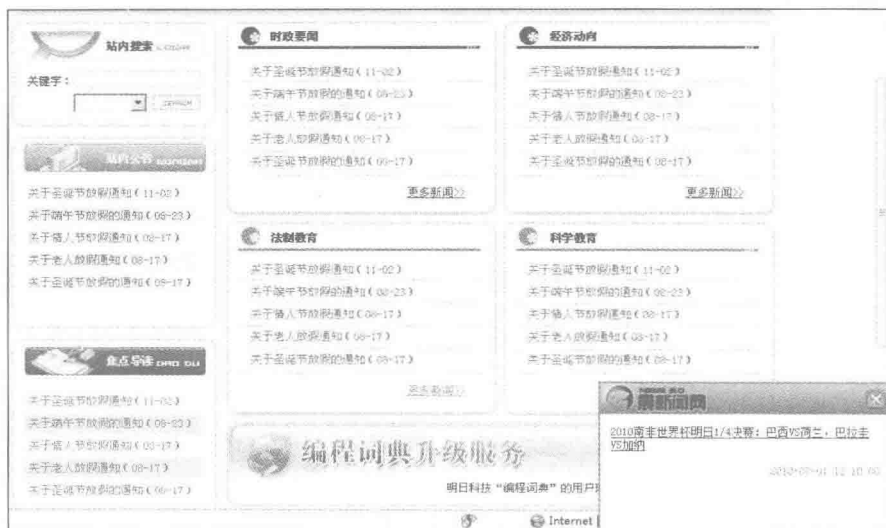 站内搜索
关键字：
站内公告
关于圣诞节放假通知(11-02)
关于端午节放假的通知(08-23)
关于情人节放假通知(08-17)
关于老人放假通知(08-17)
关于圣诞节放假的通知(09-17)
焦点导读 DAO DU
关于圣诞节放假通知(11-02)
关于端午节放假的通知(08-23)
关于情人节放假通知(08-17)
关于老人放假通知(08-17)
关于圣诞节放假的通知(08-17)
时政要闻
关于圣诞节放假通知(11-02)
关于端午节放假的通知(08-23)
关于情人节放假通知(08-17)
关于老人放假通知(08-17)
关于圣诞节放假的通知(08-17)
更多新闻>>
经济动向
关于圣诞节放假通知(11-02)
关于端午节放假的通知(08-23)
关于情人节放假通知(08-17)
关于老人放假通知(08-17)
关于圣诞节放假的通知(08-17)
更多新闻>>
法制教育
关于圣诞节放假通知(11-02)
关于端午节放假的通知(08-23)
关于情人节放假通知(08-17)
关于老人放假通知(08-17)
关于圣诞节放假通知(08-17)
更多新闻>>
科学教育
关于圣诞节放假通知(11-02)
关于端午节放假的通知(08-23)
关于情人节放假通知(08-17)
关于老人放假通知(08-17)
关于圣诞节放假的通知(08-17)
编程词典升级服务
明日科技“编程词典”的用户
晨新闻网
2010南非世界杯明日1/4决赛：巴西VS荷兰，巴拉圭
VS加纳
Internet